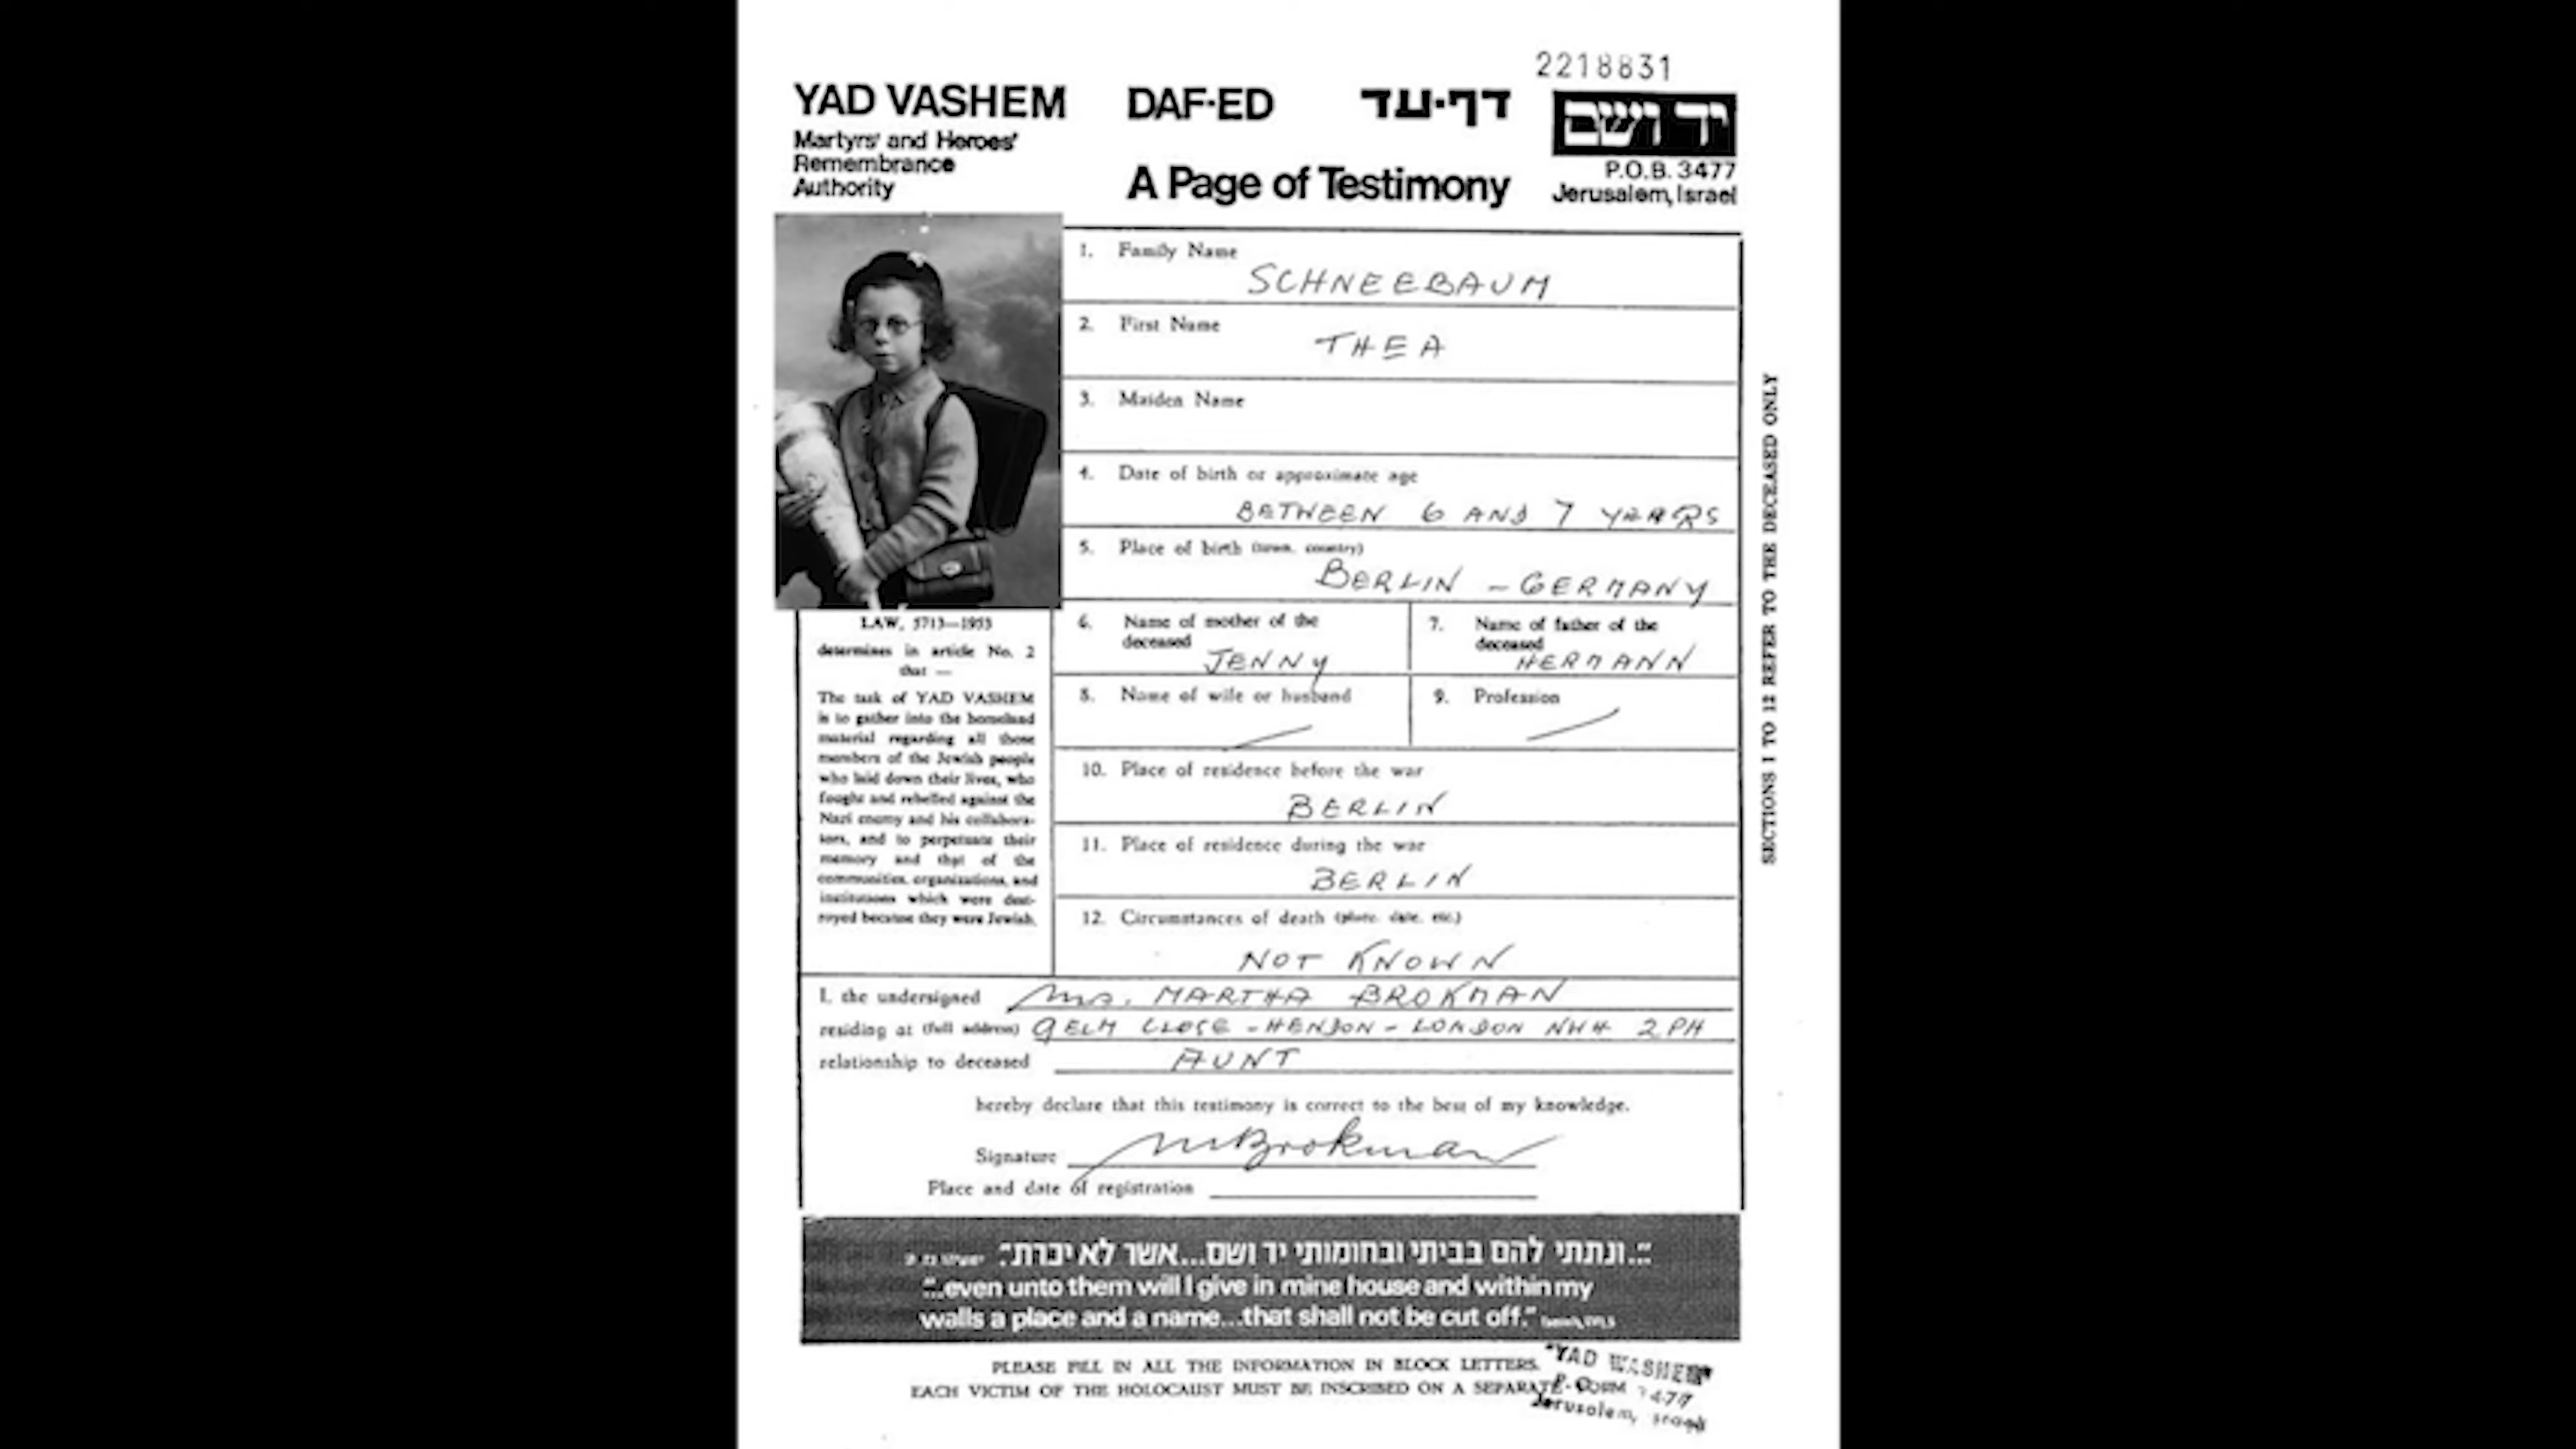 2218831
YAD VASHEM
Martyrs' and Heroes'
Remembrance
Authority
DAF-ED
דף-עד
A Page of Testimony
יד ושם
P.O.B. 3477
Jerusalem, Israel
1. Family Name
SCHNEEBAUM
2. First Name
THEA
3. Maiden Name
4. Date of birth or approximate age
BETWEEN 6 AND 7 YEARS
5. Place of birth (town, country)
BERLIN - GERMANY
6. Name of mother of the
deceased
JENNY
7. Name of father of the
deceased
HERMANN
8. Name of wife or husband
9. Profession
10. Place of residence before the war
BERLIN
11. Place of residence during the war
BERLIN
12. Circumstances of death (place, date, etc.)
NOT KNOWN
SECTIONS 1 TO 12 REFER TO THE DECEASED ONLY
LAW, 5713—1953
determines in article No. 2
that —
The task of YAD VASHEM
is to gather into the homeland
material regarding all those
members of the Jewish people
who laid down their lives, who
fought and rebelled against the
Nazi enemy and his collabora-
tors, and to perpetuate their
memory and that of the
communities, organizations, and
institutions which were dest-
royed because they were Jewish.
I, the undersigned Mrs. MARTHA BROKMAN
residing at (full address) 9 ELM CLOSE - HENDON - LONDON NW4 2PH
relationship to deceased AUNT
hereby declare that this testimony is correct to the best of my knowledge.
Signature MBrokman
Place and date of registration
"...ונתתי להם בביתי ובחומותי יד ושם...אשר לא יכרת."
"...even unto them will I give in mine house and within my
walls a place and a name...that shall not be cut off."
PLEASE FILL IN ALL THE INFORMATION IN BLOCK LETTERS.
EACH VICTIM OF THE HOLOCAUST MUST BE INSCRIBED ON A SEPARATE FORM
"YAD WASHEM"
3477
Jerusalem, Israel